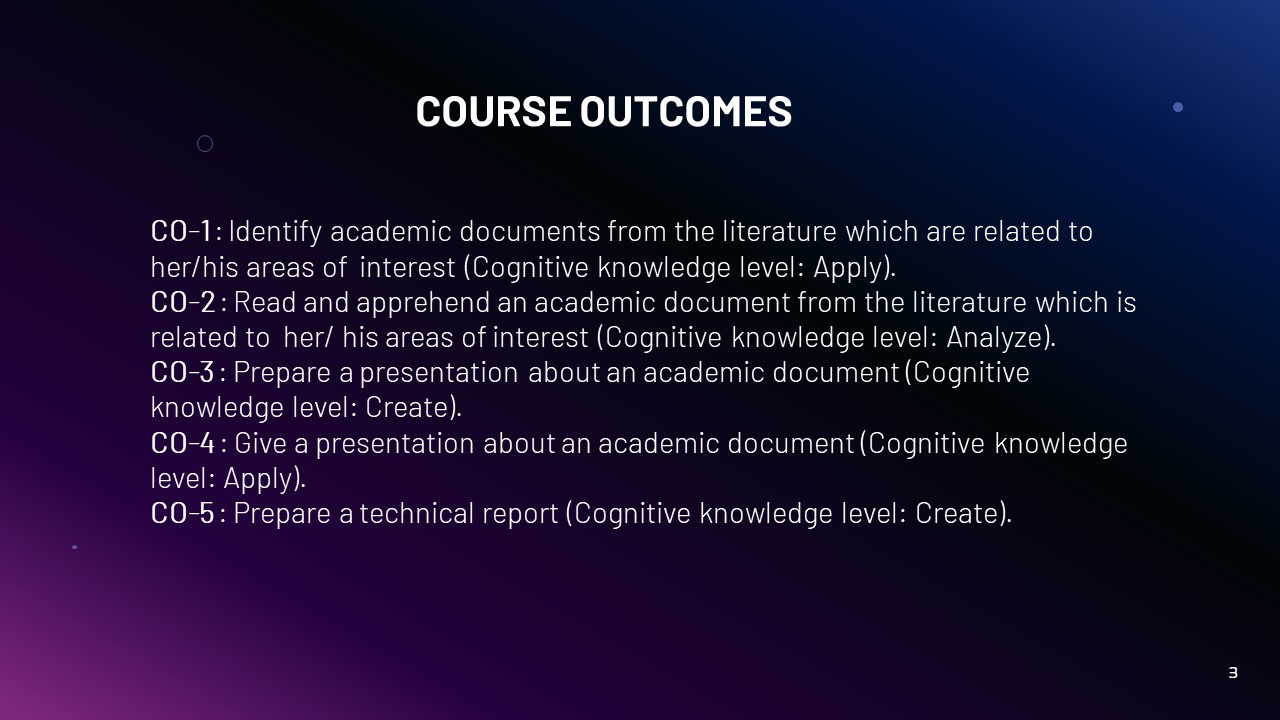 COURSE OUTCOMES
CO-1: Identify academic documents from the literature which are related to
her/his areas of interest (Cognitive knowledge level: Apply).
CO-2: Read and apprehend an academic document from the literature which is
related to her/ his areas of interest (Cognitive knowledge level: Analyze).
CO-3: Prepare a presentation about an academic document (Cognitive
knowledge level: Create).
CO-4: Give a presentation about an academic document (Cognitive knowledge
level: Apply).
CO-5: Prepare a technical report (Cognitive knowledge level: Create).
3